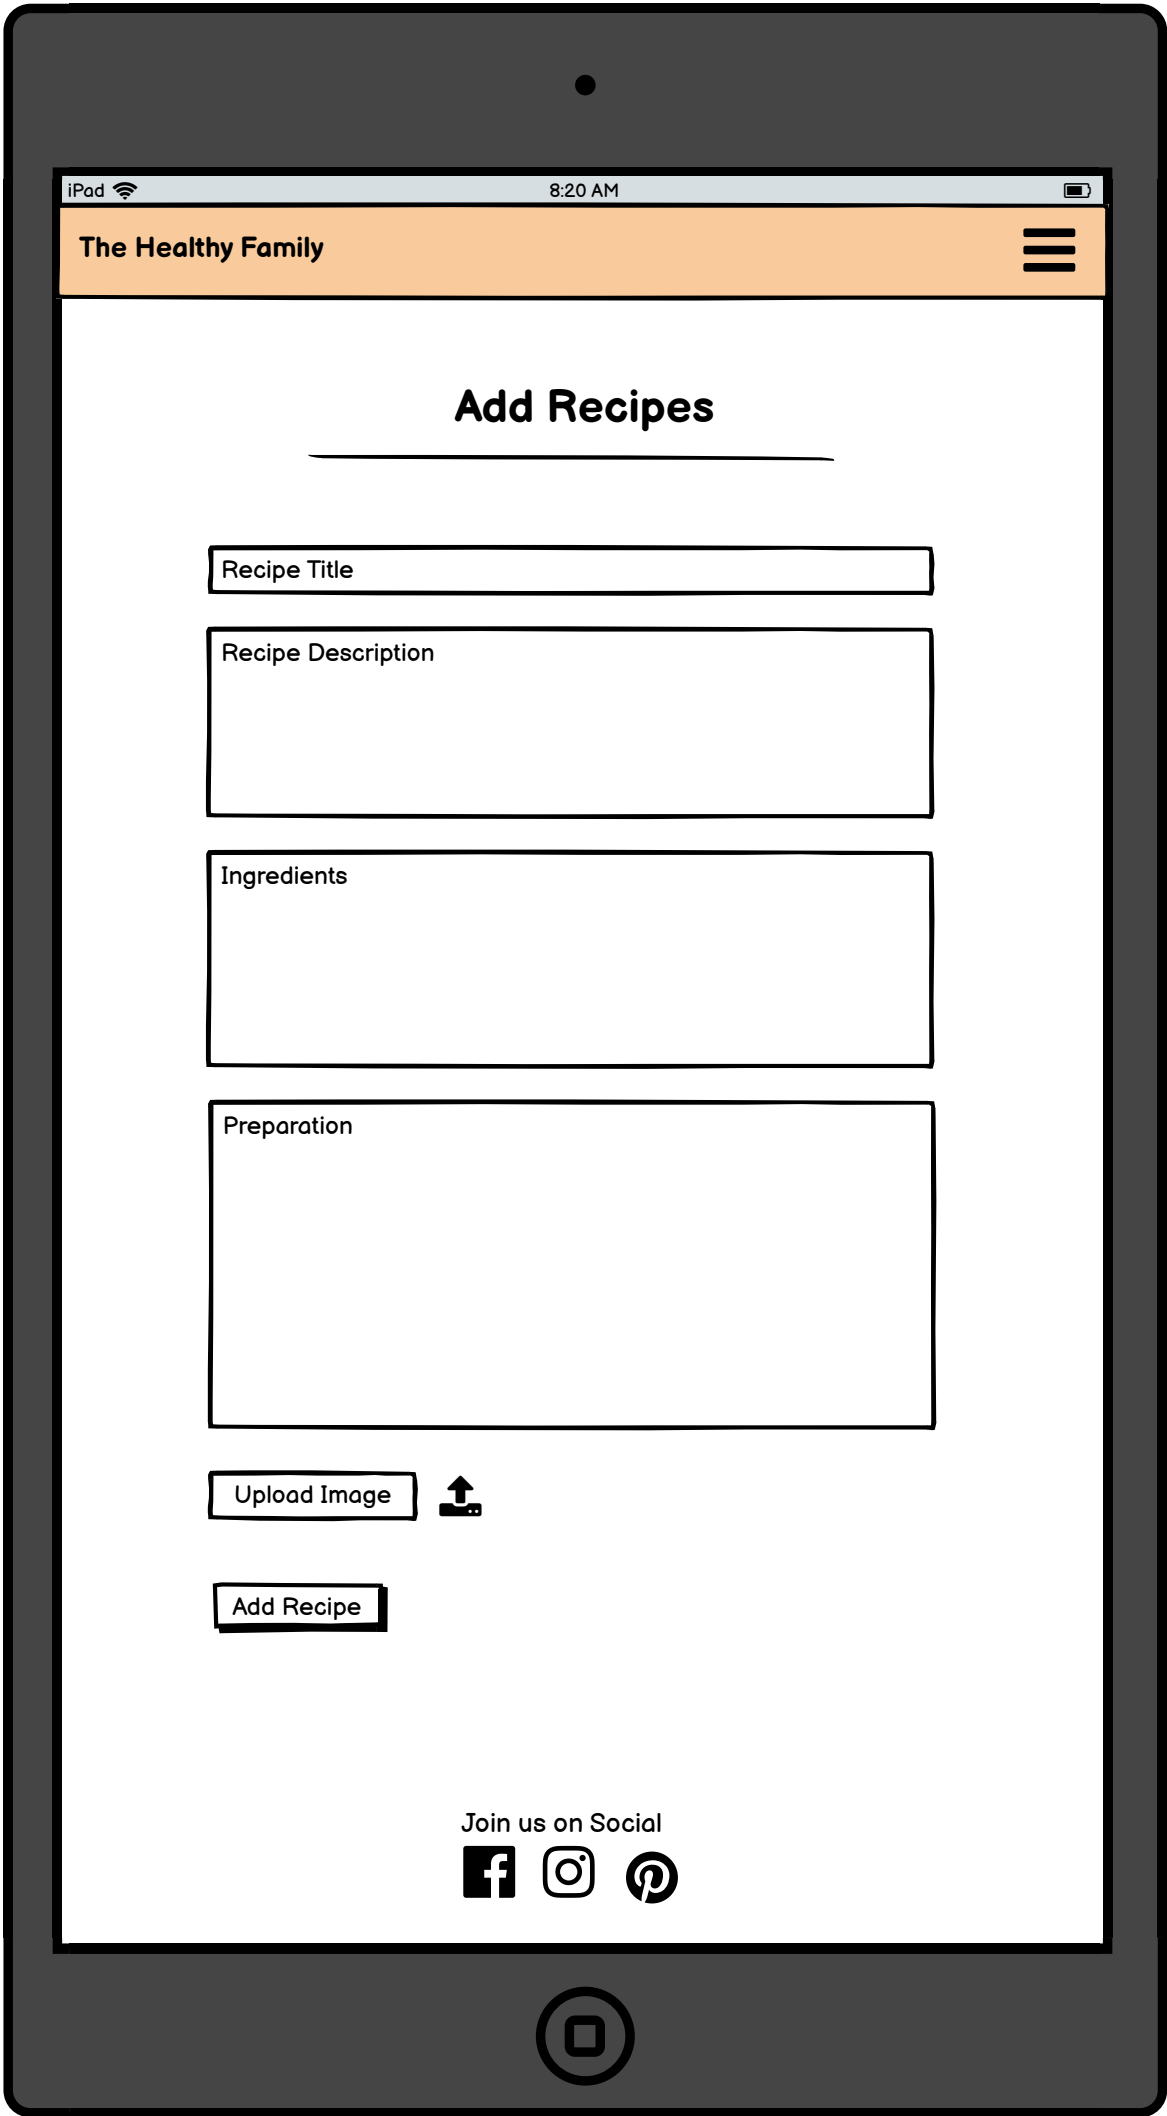 iPad
8:20 AM
The Healthy Family
Add Recipes
Recipe Title
Recipe Description
Ingredients
Preparation
Upload Image
Add Recipe
Join us on Social